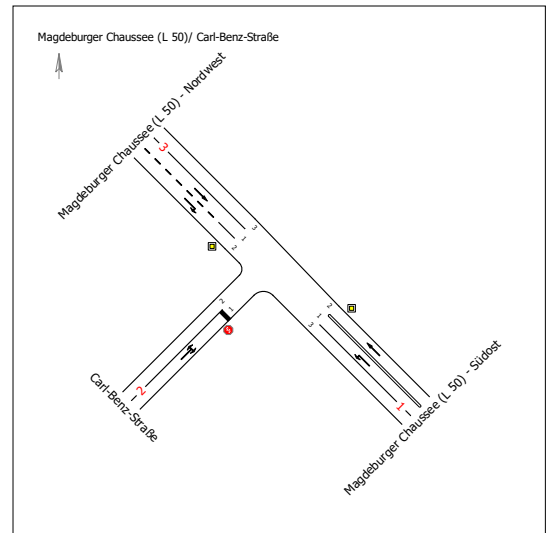 Magdeburger Chaussee (L 50)/ Carl-Benz-Straße
Magdeburger Chaussee (L 50) - Nordwest
3
3
1
2
2
1
2
1
3
2
Carl-Benz-Straße
1
Magdeburger Chaussee (L 50) - Südost